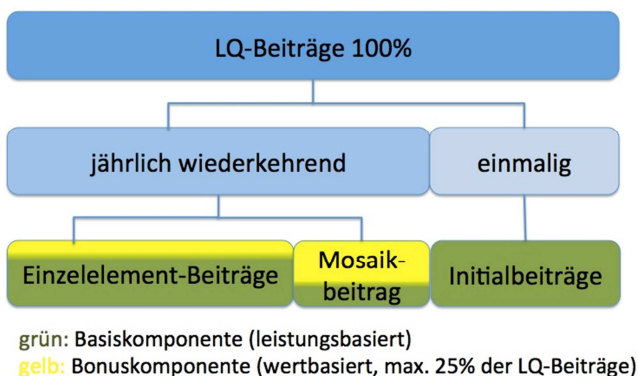 LQ-Beiträge 100%
jährlich wiederkehrend
einmalig
Einzelelement-Beiträge
Mosaik-
beitrag
Initialbeiträge
grün: Basiskomponente (leistungsbasiert)
gelb: Bonuskomponente (wertbasiert, max. 25% der LQ-Beiträge)